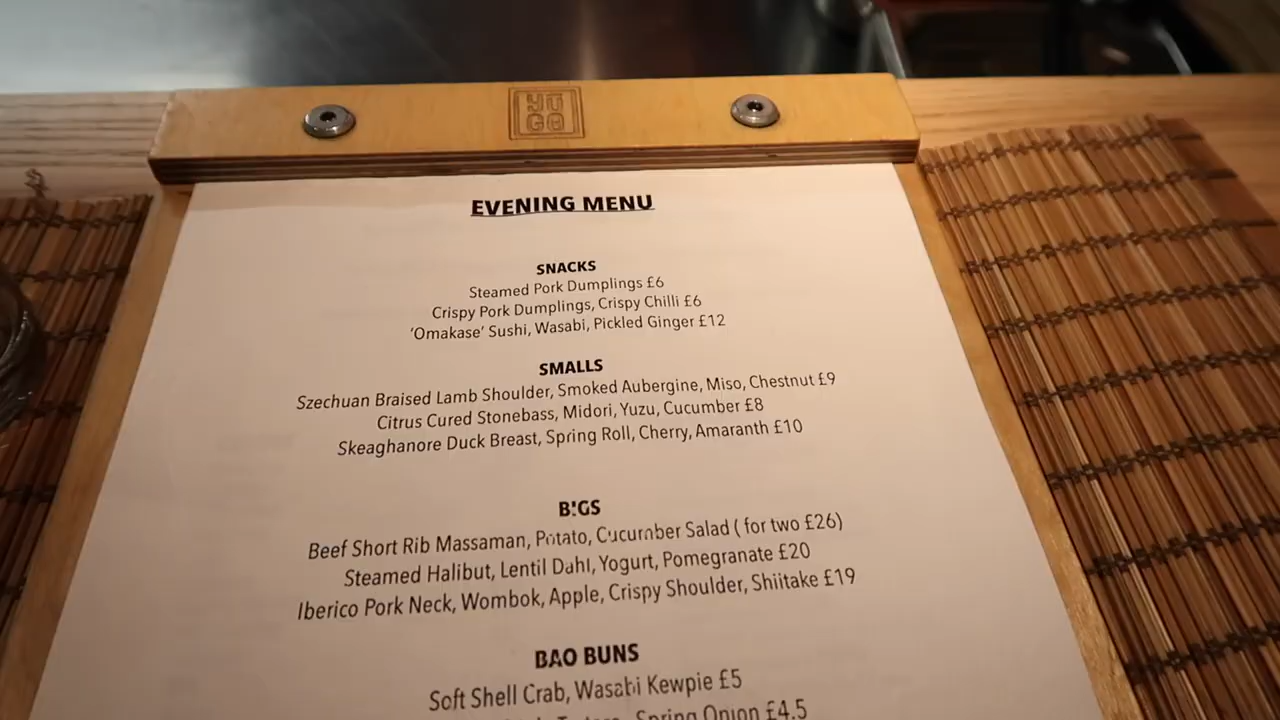 YŪ
GŌ
EVENING MENU
SNACKS
Steamed Pork Dumplings £6
Crispy Pork Dumplings, Crispy Chilli £6
'Omakase' Sushi, Wasabi, Pickled Ginger £12
SMALLS
Szechuan Braised Lamb Shoulder, Smoked Aubergine, Miso, Chestnut £9
Citrus Cured Stonebass, Midori, Yuzu, Cucumber £8
Skeaghanore Duck Breast, Spring Roll, Cherry, Amaranth £10
BIGS
Beef Short Rib Massaman, Potato, Cucumber Salad ( for two £26)
Steamed Halibut, Lentil Dahl, Yogurt, Pomegranate £20
Iberico Pork Neck, Wombok, Apple, Crispy Shoulder, Shiitake £19
BAO BUNS
Soft Shell Crab, Wasabi Kewpie £5
Spring Onion £4.5